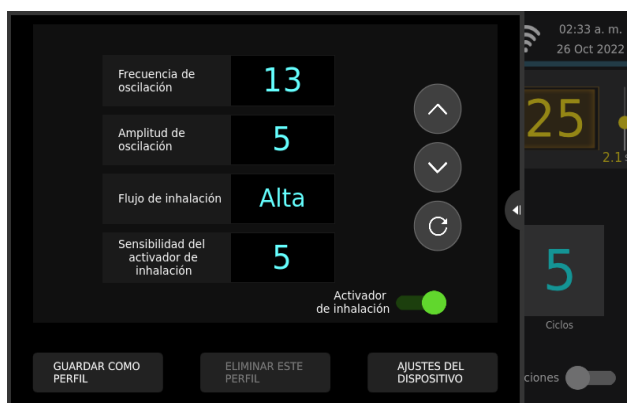 02:33 a. m.
26 Oct 2022
Frecuencia de
oscilación
13
Amplitud de
oscilación
5
Flujo de inhalación
Alta
Sensibilidad del
activador de
inhalación
5
Activador
de inhalación
25
2.1
5
Ciclos
GUARDAR COMO
PERFIL
ELIMINAR ESTE
PERFIL
AJUSTES DEL
DISPOSITIVO
ciones